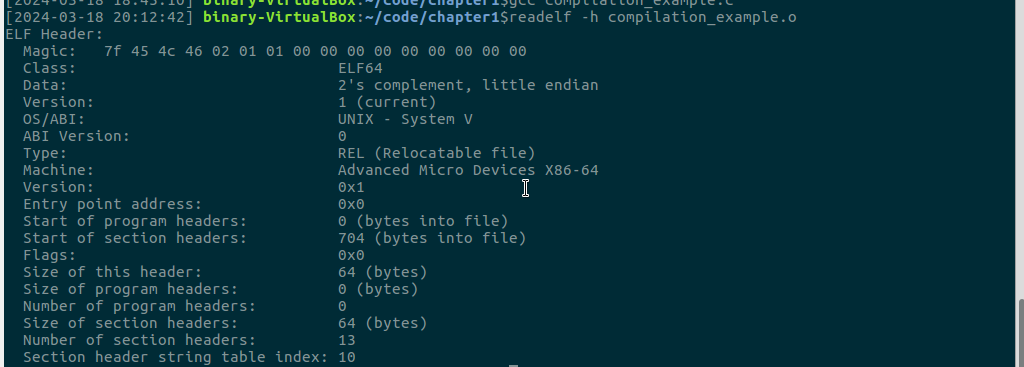 [2024-03-18 18:45:10] binary-VirtualBox:~/code/chapter1$gcc compilation_example.c
[2024-03-18 20:12:42] binary-VirtualBox:~/code/chapter1$readelf -h compilation_example.o
ELF Header:
  Magic:   7f 45 4c 46 02 01 01 00 00 00 00 00 00 00 00 00
  Class:                             ELF64
  Data:                              2's complement, little endian
  Version:                           1 (current)
  OS/ABI:                            UNIX - System V
  ABI Version:                       0
  Type:                              REL (Relocatable file)
  Machine:                           Advanced Micro Devices X86-64
  Version:                           0x1
  Entry point address:               0x0
  Start of program headers:          0 (bytes into file)
  Start of section headers:          704 (bytes into file)
  Flags:                             0x0
  Size of this header:               64 (bytes)
  Size of program headers:           0 (bytes)
  Number of program headers:         0
  Size of section headers:           64 (bytes)
  Number of section headers:         13
  Section header string table index: 10